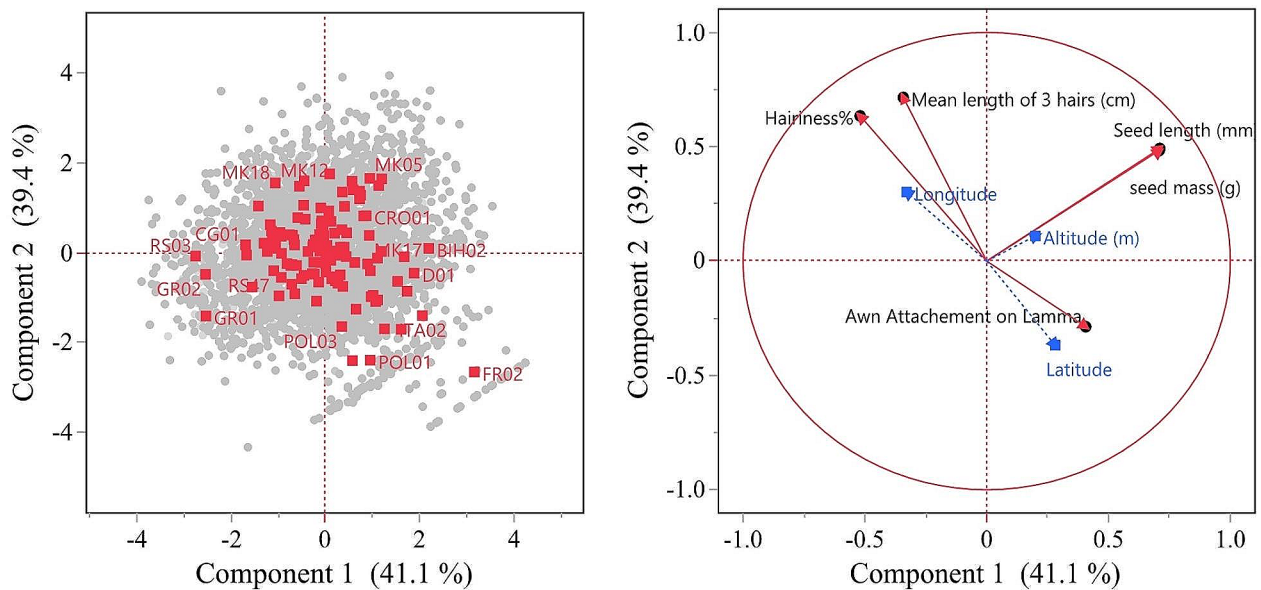 4
2
0
-2
-4
-4
-2
0
2
4
Component 2 (39.4 %)
Component 1 (41.1 %)
MK18
MK12
MK05
CRO01
CG01
RS03
MK17
BIH02
D01
GR02
RS17
GR01
POL03
ITA02
POL01
FR02
1.0
0.5
0
-0.5
-1.0
-1.0
-0.5
0
0.5
1.0
Component 2 (39.4 %)
Component 1 (41.1 %)
Mean length of 3 hairs (cm)
Hairiness%
Seed length (mm
seed mass (g)
Longitude
Altitude (m)
Awn Attachement on Lamma
Latitude